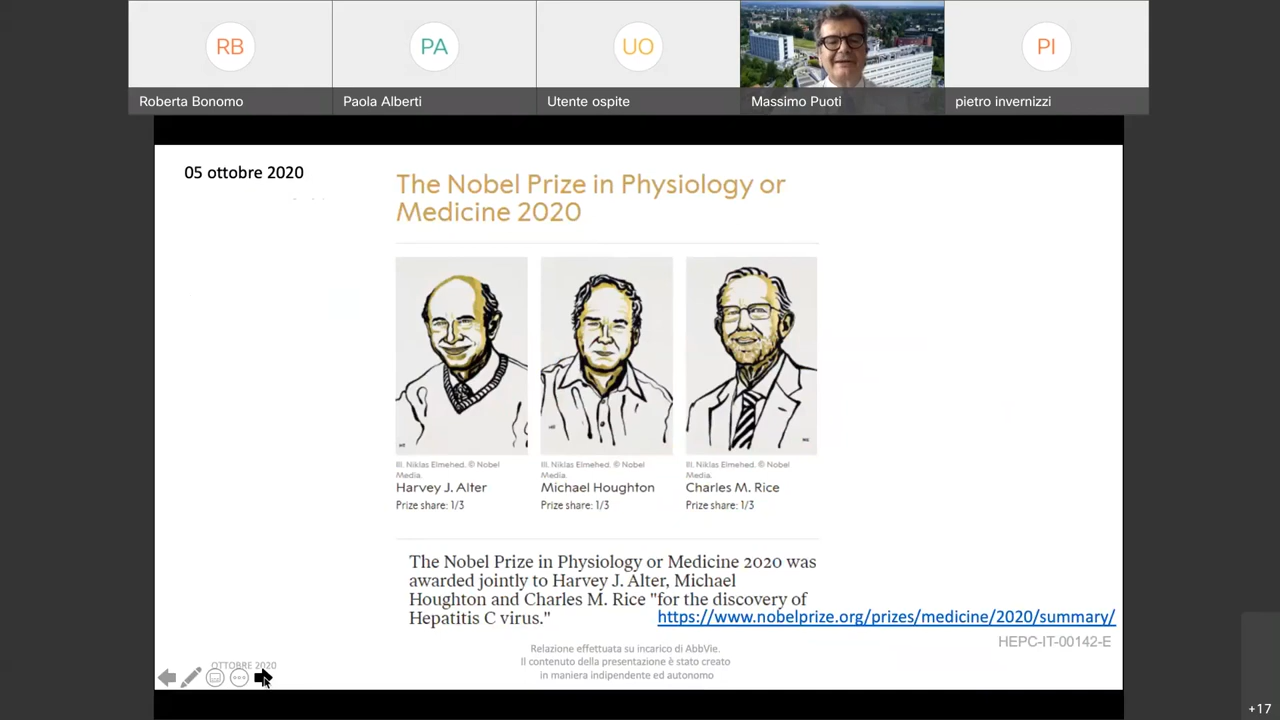 RB
PA
UO
PI
Roberta Bonomo
Paola Alberti
Utente ospite
Massimo Puoti
pietro invernizzi
05 ottobre 2020
The Nobel Prize in Physiology or
Medicine 2020
Ill. Niklas Elmehed. © Nobel
Media.
Harvey J. Alter
Prize share: 1/3
Ill. Niklas Elmehed. © Nobel
Media.
Michael Houghton
Prize share: 1/3
Ill. Niklas Elmehed. © Nobel
Media.
Charles M. Rice
Prize share: 1/3
The Nobel Prize in Physiology or Medicine 2020 was
awarded jointly to Harvey J. Alter, Michael
Houghton and Charles M. Rice "for the discovery of
Hepatitis C virus."
https://www.nobelprize.org/prizes/medicine/2020/summary/
HEPC-IT-00142-E
Relazione effettuata su incarico di AbbVie.
Il contenuto della presentazione è stato creato
in maniera indipendente ed autonomo
OTTOBRE 2020
+17